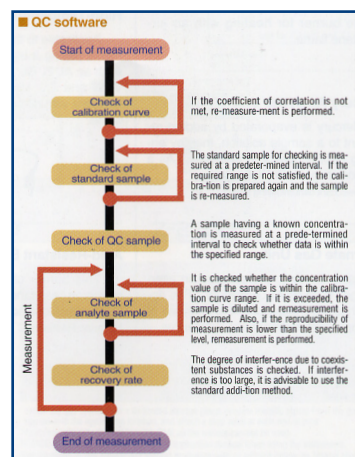 ■ QC software
Start of measurement
Check of
calibration curve
If the coefficient of correlation is not
met, re-measure-ment is performed.
Check of
standard sample
The standard sample for checking is mea-
sured at a predeter-mined interval. If the
required range is not satisfied, the cali-
bra-tion is prepared again and the sample
is re-measured.
Check of QC sample
A sample having a known concentra-
tion is measured at a prede-termined
interval to check whether data is within
the specified range.
Measurement
Check of
analyte sample
It is checked whether the concentration
value of the sample is within the calibra-
tion curve range. If it is exceeded, the
sample is diluted and remeasurement is
performed. Also, if the reproducibility of
measurement is lower than the specified
level, remeasurement is performed.
Check of
recovery rate
The degree of interfer-ence due to coexis-
tent substances is checked. If interfer-
ence is too large, it is advisable to use the
standard addi-tion method.
End of measurement